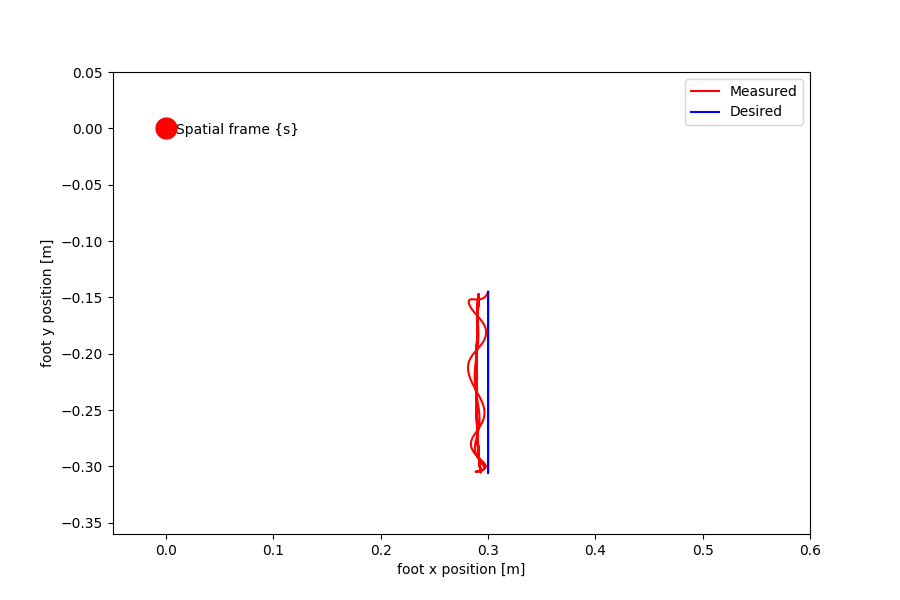 0.05
0.00
−0.05
−0.10
−0.15
−0.20
−0.25
−0.30
−0.35
foot y position [m]
Spatial frame {s}
Measured
Desired
0.0 0.1 0.2 0.3 0.4 0.5 0.6
foot x position [m]